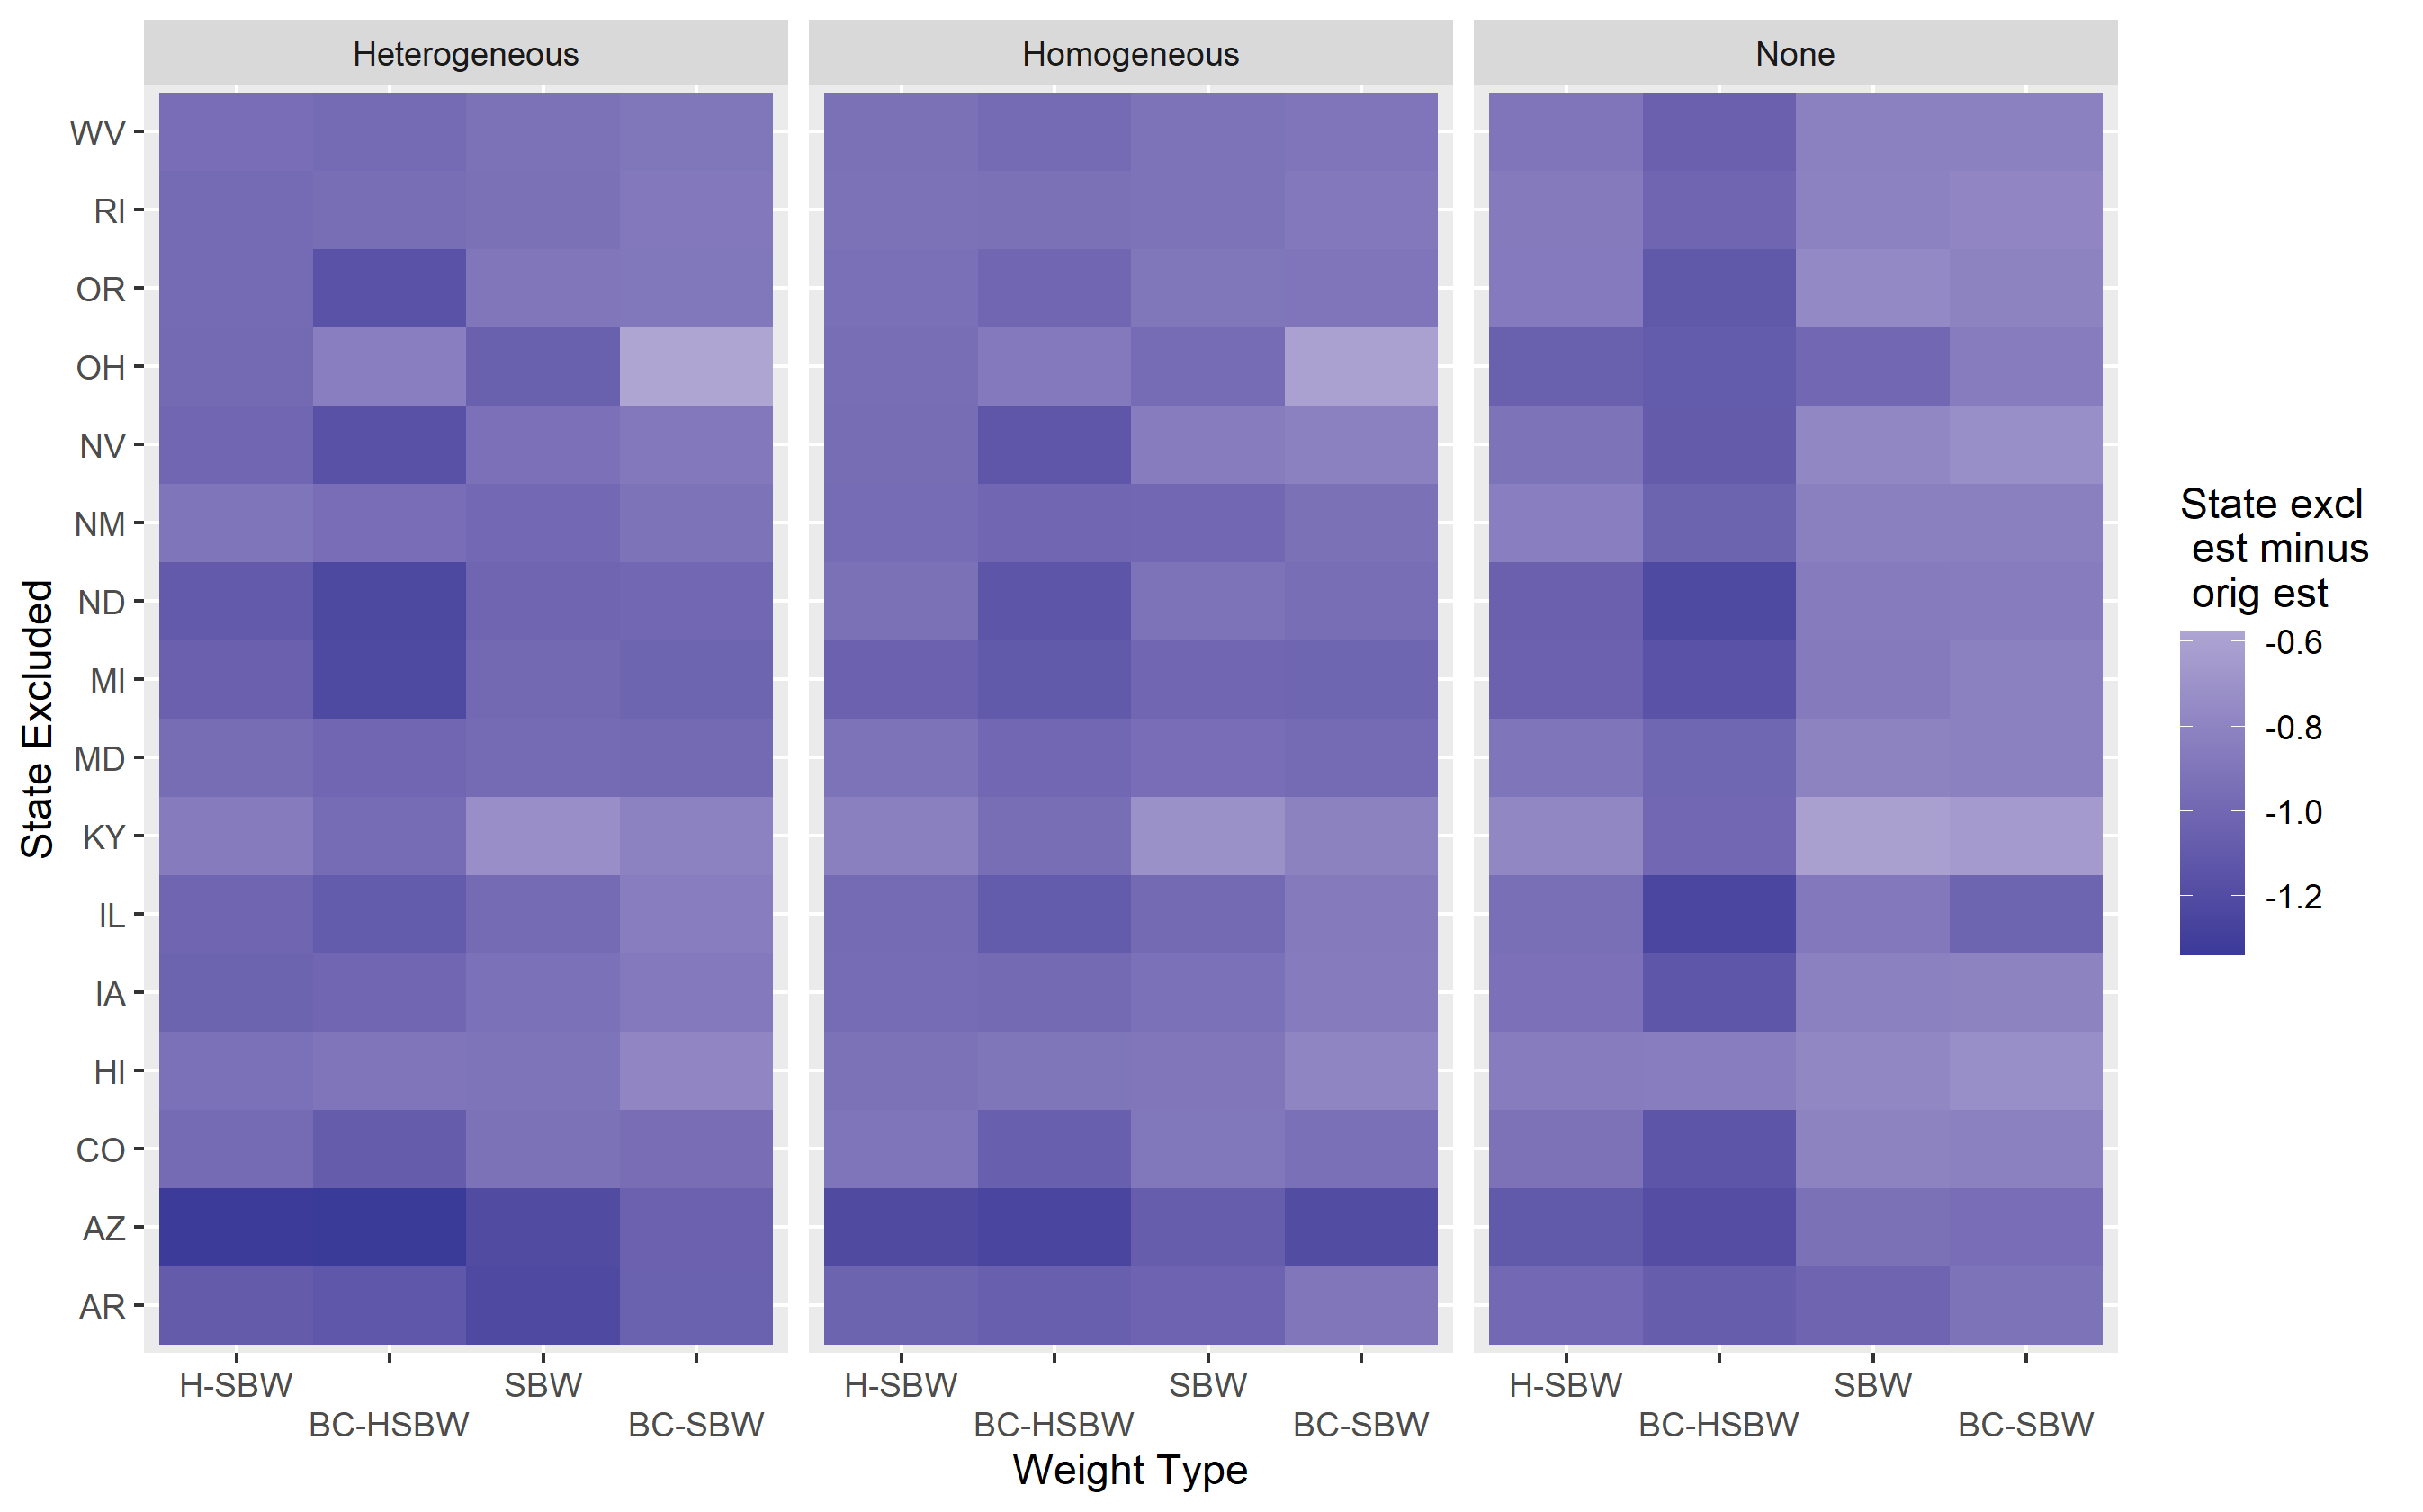 Heterogeneous
Homogeneous
None
WV
RI
OR
OH
NV
NM
ND
MI
MD
KY
IL
IA
HI
CO
AZ
AR
State Excluded
H-SBW
BC-HSBW
SBW
BC-SBW
H-SBW
BC-HSBW
SBW
BC-SBW
H-SBW
BC-HSBW
SBW
BC-SBW
Weight Type
State excl
est minus
orig est
-0.6
-0.8
-1.0
-1.2